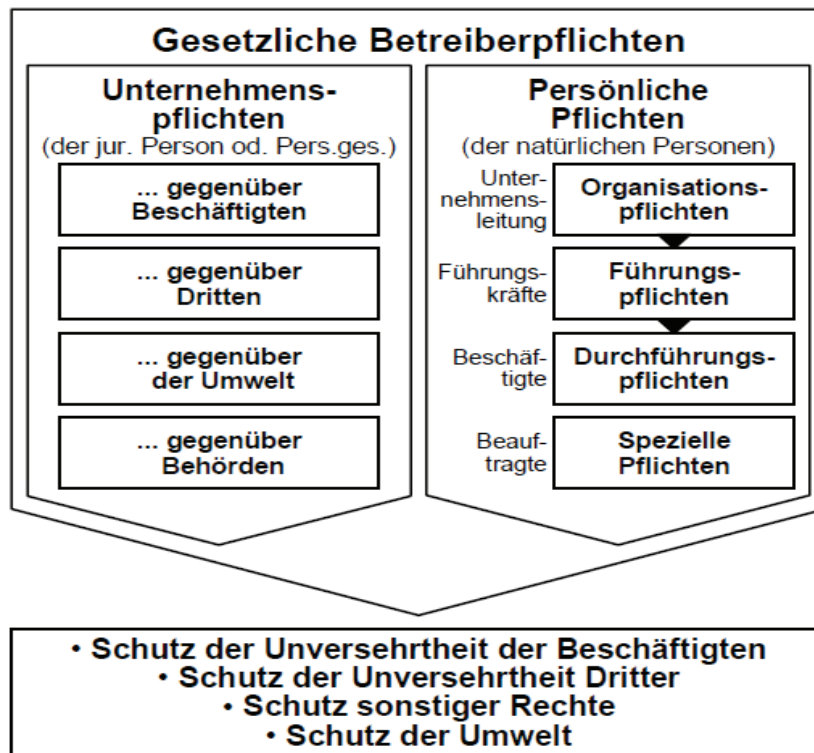 Gesetzliche Betreiberpflichten
Unternehmens-
pflichten
(der jur. Person od. Pers.ges.)
... gegenüber
Beschäftigten
... gegenüber
Dritten
... gegenüber
der Umwelt
... gegenüber
Behörden
Persönliche
Pflichten
(der natürlichen Personen)
Unter-
nehmens-
leitung
Organisations-
pflichten
Führungs-
kräfte
Führungs-
pflichten
Beschäf-
tigte
Durchführungs-
pflichten
Beauf-
tragte
Spezielle
Pflichten
• Schutz der Unversehrtheit der Beschäftigten
• Schutz der Unversehrtheit Dritter
• Schutz sonstiger Rechte
• Schutz der Umwelt